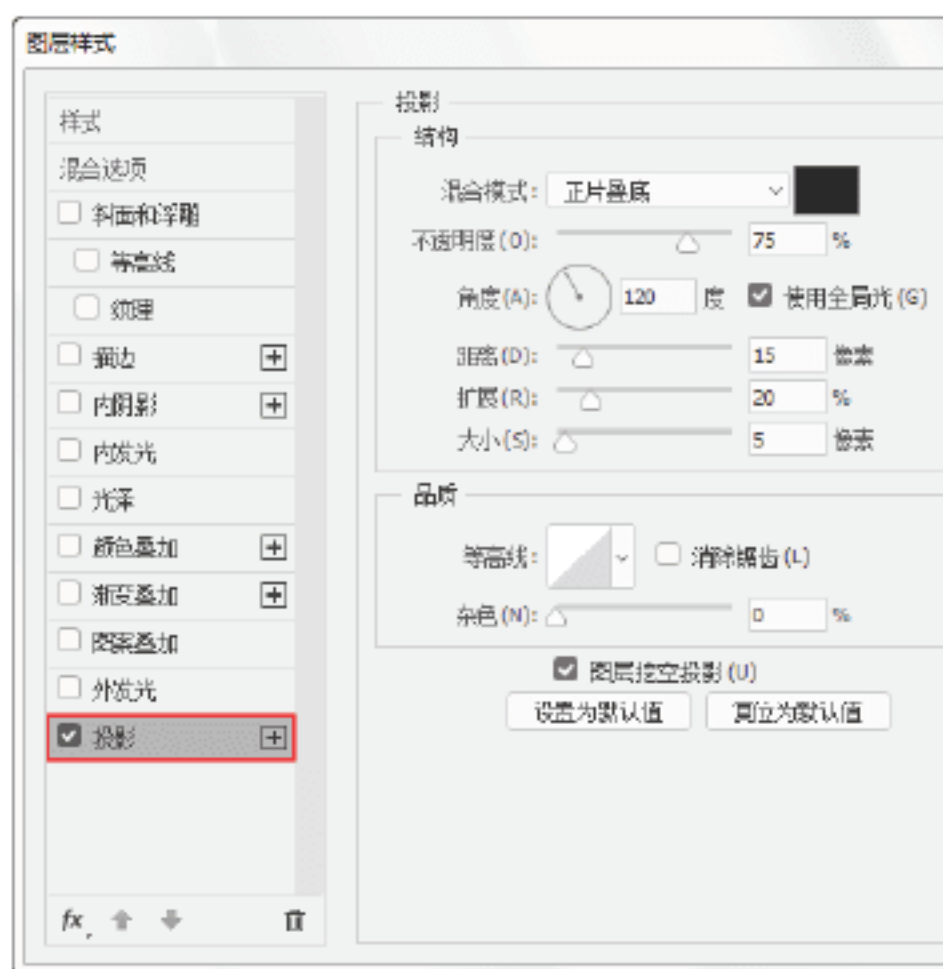 图层样式
样式
混合选项
斜面和浮雕
等高线
纹理
描边
内阴影
内发光
光泽
颜色叠加
渐变叠加
图案叠加
外发光
投影
fx
投影
结构
混合模式: 正片叠底
不透明度(O): 75 %
角度(A): 120 度 使用全局光(G)
距离(D): 15 像素
扩展(R): 20 %
大小(S): 5 像素
品质
等高线: 消除锯齿(L)
杂色(N): 0 %
图层挖空投影(U)
设置为默认值 复位为默认值